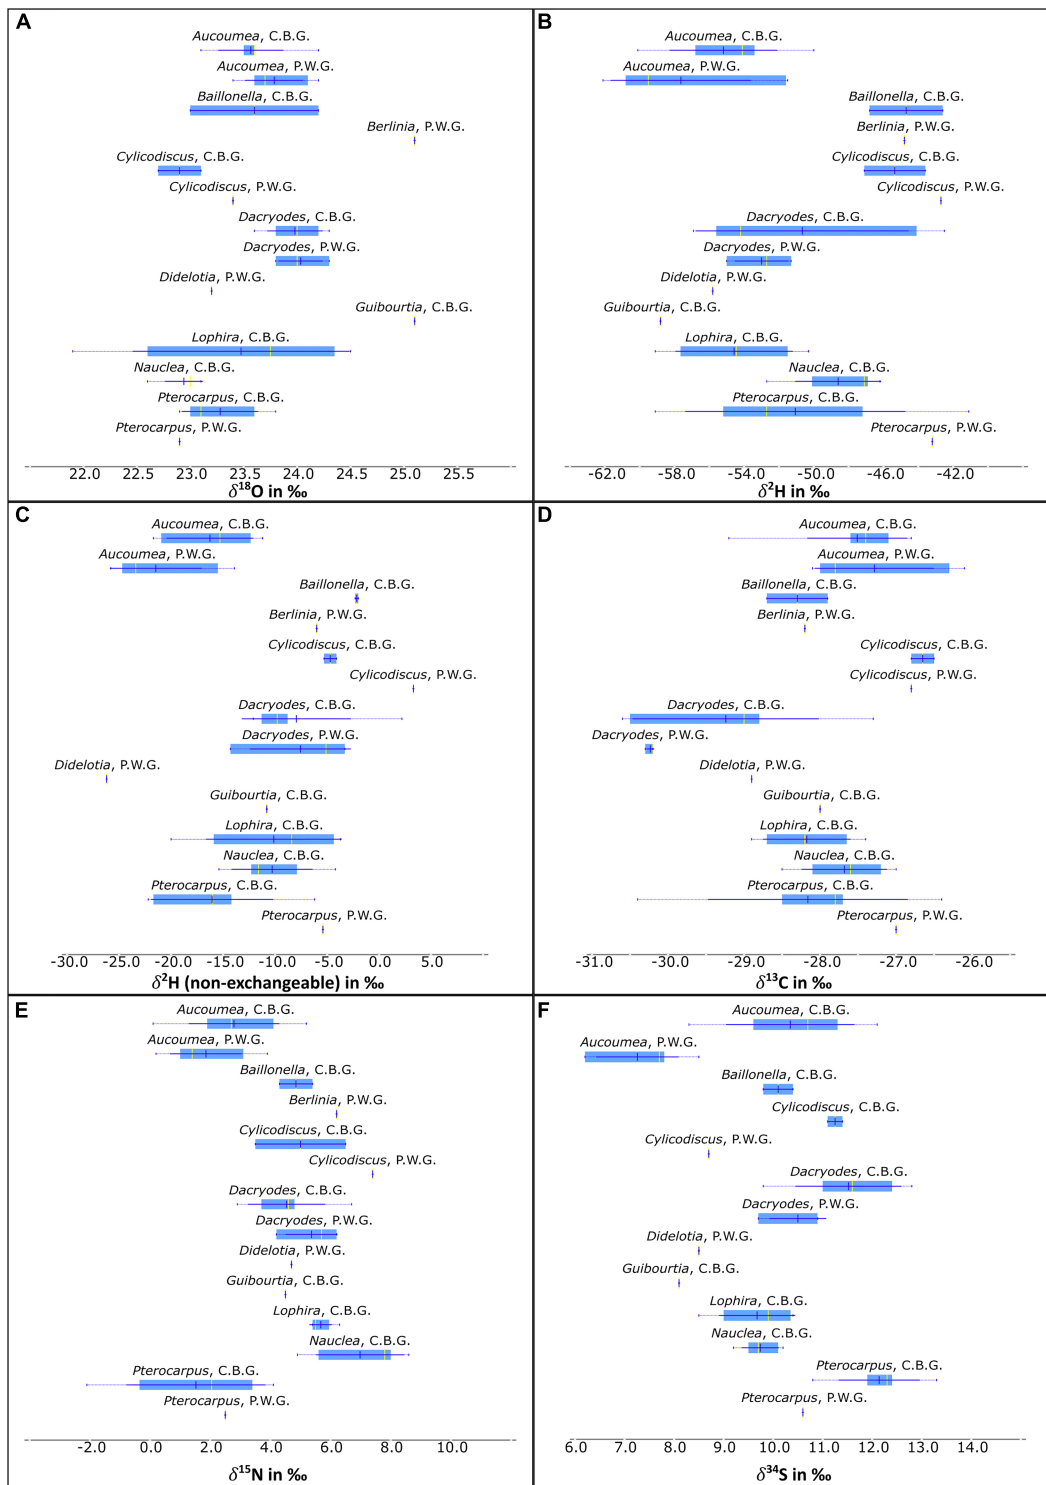 A
Aucoumea, C.B.G.
Aucoumea, P.W.G.
Baillonella, C.B.G.
Berlinia, P.W.G.
Cylicodiscus, C.B.G.
Cylicodiscus, P.W.G.
Dacryodes, C.B.G.
Dacryodes, P.W.G.
Didelotia, P.W.G.
Guibourtia, C.B.G.
Lophira, C.B.G.
Nauclea, C.B.G.
Pterocarpus, C.B.G.
Pterocarpus, P.W.G.
22.0 22.5 23.0 23.5 24.0 24.5 25.0 25.5
δ¹⁸O in ‰
B
Aucoumea, C.B.G.
Aucoumea, P.W.G.
Baillonella, C.B.G.
Berlinia, P.W.G.
Cylicodiscus, C.B.G.
Cylicodiscus, P.W.G.
Dacryodes, C.B.G.
Dacryodes, P.W.G.
Didelotia, P.W.G.
Guibourtia, C.B.G.
Lophira, C.B.G.
Nauclea, C.B.G.
Pterocarpus, C.B.G.
Pterocarpus, P.W.G.
-62.0 -58.0 -54.0 -50.0 -46.0 -42.0
δ²H in ‰
C
Aucoumea, C.B.G.
Aucoumea, P.W.G.
Baillonella, C.B.G.
Berlinia, P.W.G.
Cylicodiscus, C.B.G.
Cylicodiscus, P.W.G.
Dacryodes, C.B.G.
Dacryodes, P.W.G.
Didelotia, P.W.G.
Guibourtia, C.B.G.
Lophira, C.B.G.
Nauclea, C.B.G.
Pterocarpus, C.B.G.
Pterocarpus, P.W.G.
-30.0 -25.0 -20.0 -15.0 -10.0 -5.0 0.0 5.0
δ²H (non-exchangeable) in ‰
D
Aucoumea, C.B.G.
Aucoumea, P.W.G.
Baillonella, C.B.G.
Berlinia, P.W.G.
Cylicodiscus, C.B.G.
Cylicodiscus, P.W.G.
Dacryodes, C.B.G.
Dacryodes, P.W.G.
Didelotia, P.W.G.
Guibourtia, C.B.G.
Lophira, C.B.G.
Nauclea, C.B.G.
Pterocarpus, C.B.G.
Pterocarpus, P.W.G.
-31.0 -30.0 -29.0 -28.0 -27.0 -26.0
δ¹³C in ‰
E
Aucoumea, C.B.G.
Aucoumea, P.W.G.
Baillonella, C.B.G.
Berlinia, P.W.G.
Cylicodiscus, C.B.G.
Cylicodiscus, P.W.G.
Dacryodes, C.B.G.
Dacryodes, P.W.G.
Didelotia, P.W.G.
Guibourtia, C.B.G.
Lophira, C.B.G.
Nauclea, C.B.G.
Pterocarpus, C.B.G.
Pterocarpus, P.W.G.
-2.0 0.0 2.0 4.0 6.0 8.0 10.0
δ¹⁵N in ‰
F
Aucoumea, C.B.G.
Aucoumea, P.W.G.
Baillonella, C.B.G.
Cylicodiscus, C.B.G.
Cylicodiscus, P.W.G.
Dacryodes, C.B.G.
Dacryodes, P.W.G.
Didelotia, P.W.G.
Guibourtia, C.B.G.
Lophira, C.B.G.
Nauclea, C.B.G.
Pterocarpus, C.B.G.
Pterocarpus, P.W.G.
6.0 7.0 8.0 9.0 10.0 11.0 12.0 13.0 14.0
δ³⁴S in ‰